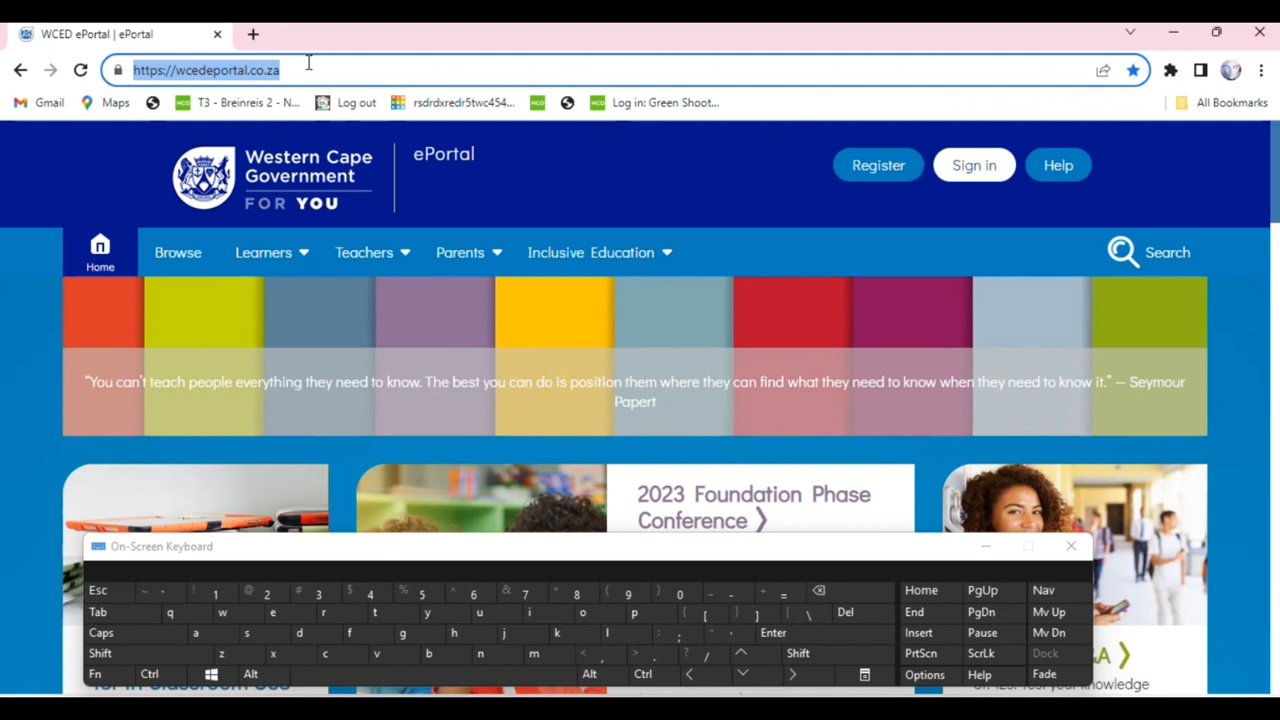 WCED ePortal | ePortal
https://wcedeportal.co.za
Gmail
Maps
T3 - Breinreis 2 - N...
Log out
rsdrdxredr5twc454...
Log in: Green Shoot...
All Bookmarks
Western Cape
Government
FOR YOU
ePortal
Register
Sign in
Help
Home
Browse
Learners
Teachers
Parents
Inclusive Education
Search
“You can’t teach people everything they need to know. The best you can do is position them where they can find what they need to know when they need to know it.” — Seymour
Papert
2023 Foundation Phase
Conference
On-Screen Keyboard
Esc ~ ` ! 1 @ 2 # 3 $ 4 % 5 ^ 6 & 7 * 8 ( 9 ) 0 _ - + = Home PgUp Nav
Tab q w e r t y u i o p { [ } ] | \ Del End PgDn Mv Up
Caps a s d f g h j k l : ; " ' Enter Insert Pause Mv Dn
Shift z x c v b n m < , > . ? / Shift PrtScn ScrLk Dock
Fn Ctrl Alt Alt Ctrl Options Help Fade